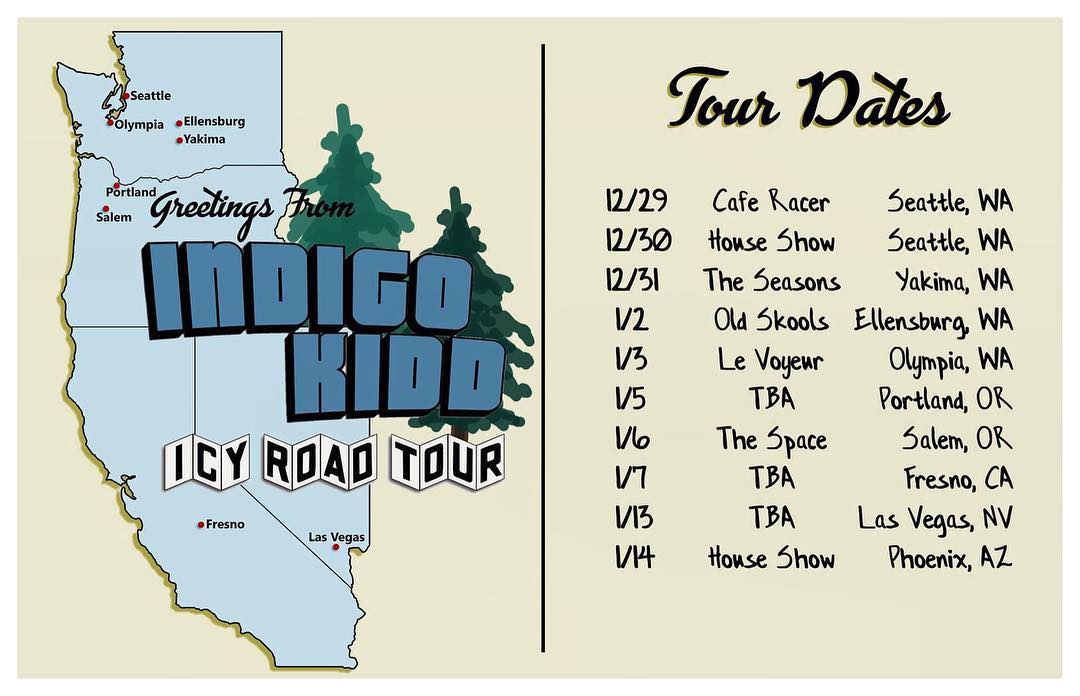 Seattle
Olympia
Ellensburg
Yakima
Portland
Salem
Greetings From
INDIGO
KIDD
ICY ROAD TOUR
Fresno
Las Vegas
Tour Dates
12/29 Cafe Racer Seattle, WA
12/30 House Show Seattle, WA
12/31 The Seasons Yakima, WA
1/2 Old Skools Ellensburg, WA
1/3 Le Voyeur Olympia, WA
1/5 TBA Portland, OR
1/6 The Space Salem, OR
1/7 TBA Fresno, CA
1/13 TBA Las Vegas, NV
1/14 House Show Phoenix, AZ